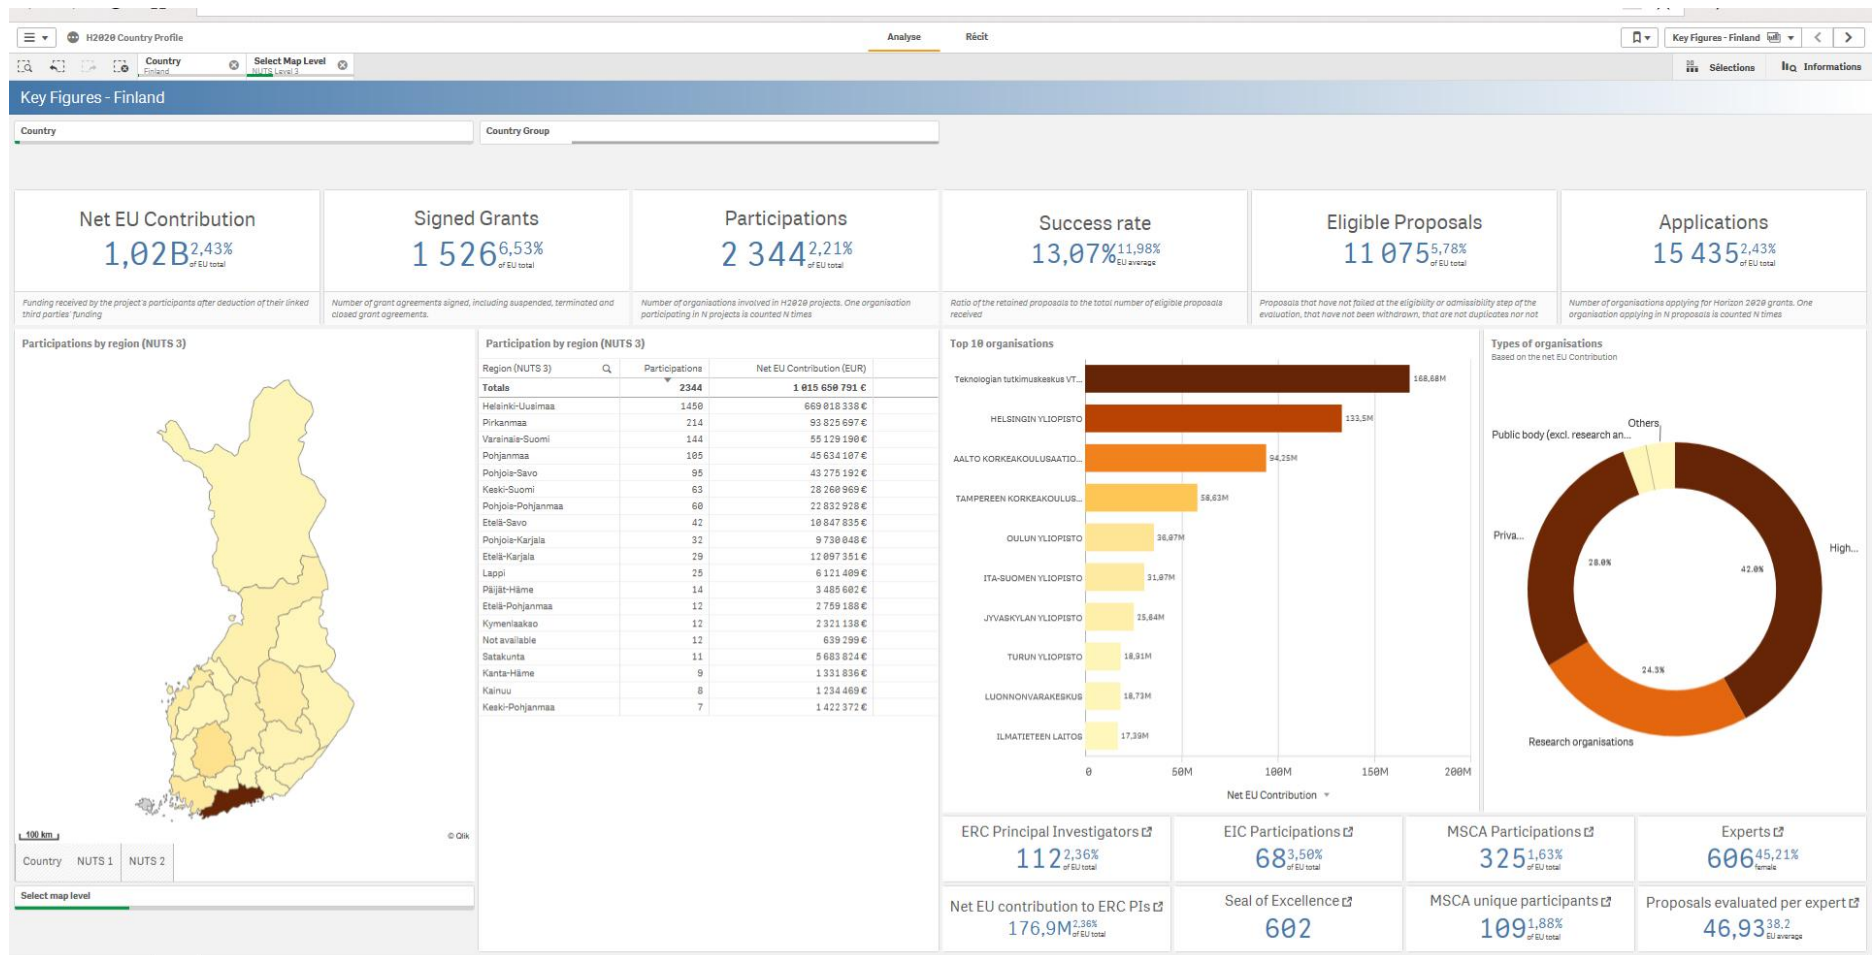 H2020 Country Profile
Analyse
Récit
Key Figures - Finland
Country
Finland
Select Map Level
NUTS Level 3
Sélections
Informations
Key Figures - Finland
Country
Country Group
Net EU Contribution
1,02B 2,43%
of EU total
Funding received by the project's participants after deduction of their linked
third parties' funding
Signed Grants
1 526 6,53%
of EU total
Number of grant agreements signed, including suspended, terminated and
closed grant agreements.
Participations
2 344 2,21%
of EU total
Number of organisations involved in H2020 projects. One organisation
participating in N projects is counted N times
Success rate
13,07% 11,98%
EU average
Ratio of the retained proposals to the total number of eligible proposals
received
Eligible Proposals
11 075 5,78%
of EU total
Proposals that have not failed at the eligibility or admissibility step of the
evaluation, that have not been withdrawn, that are not duplicates nor not
Applications
15 435 2,43%
of EU total
Number of organisations applying for Horizon 2020 grants. One
organisation applying in N proposals is counted N times
Participations by region (NUTS 3)
100 km
© Qlik
Country NUTS 1 NUTS 2
Select map level
Participation by region (NUTS 3)
Region (NUTS 3) Participations Net EU Contribution (EUR)
Totals 2344 1 015 650 791 €
Helsinki-Uusimaa 1450 669 018 338 €
Pirkanmaa 214 93 825 697 €
Varsinais-Suomi 144 55 129 190 €
Pohjanmaa 105 45 634 107 €
Pohjois-Savo 95 43 275 192 €
Keski-Suomi 63 28 260 969 €
Pohjois-Pohjanmaa 60 22 832 928 €
Etelä-Savo 42 10 847 835 €
Pohjois-Karjala 32 9 730 048 €
Etelä-Karjala 29 12 097 351 €
Lappi 25 6 121 409 €
Päijät-Häme 14 3 485 602 €
Etelä-Pohjanmaa 12 2 759 188 €
Kymenlaakso 12 2 321 138 €
Not available 12 639 299 €
Satakunta 11 5 683 824 €
Kanta-Häme 9 1 331 836 €
Kainuu 8 1 234 469 €
Keski-Pohjanmaa 7 1 422 372 €
Top 10 organisations
Teknologian tutkimuskeskus VT... 168,68M
HELSINGIN YLIOPISTO 133,5M
AALTO KORKEAKOULUSAATIO... 94,25M
TAMPEREEN KORKEAKOULUS... 58,63M
OULUN YLIOPISTO 36,07M
ITA-SUOMEN YLIOPISTO 31,07M
JYVASKYLAN YLIOPISTO 25,64M
TURUN YLIOPISTO 18,91M
LUONNONVARAKESKUS 18,73M
ILMATIETEEN LAITOS 17,39M
0 50M 100M 150M 200M
Net EU Contribution
Types of organisations
Based on the net EU Contribution
Others
Public body (excl. research an...
Priva...
28.0%
High...
42.0%
24.3%
Research organisations
ERC Principal Investigators
112 2,36%
of EU total
EIC Participations
68 3,50%
of EU total
MSCA Participations
325 1,63%
of EU total
Experts
606 45,21%
female
Net EU contribution to ERC PIs
176,9M 2,36%
of EU total
Seal of Excellence
602
MSCA unique participants
109 1,88%
of EU total
Proposals evaluated per expert
46,93 38,2
EU average